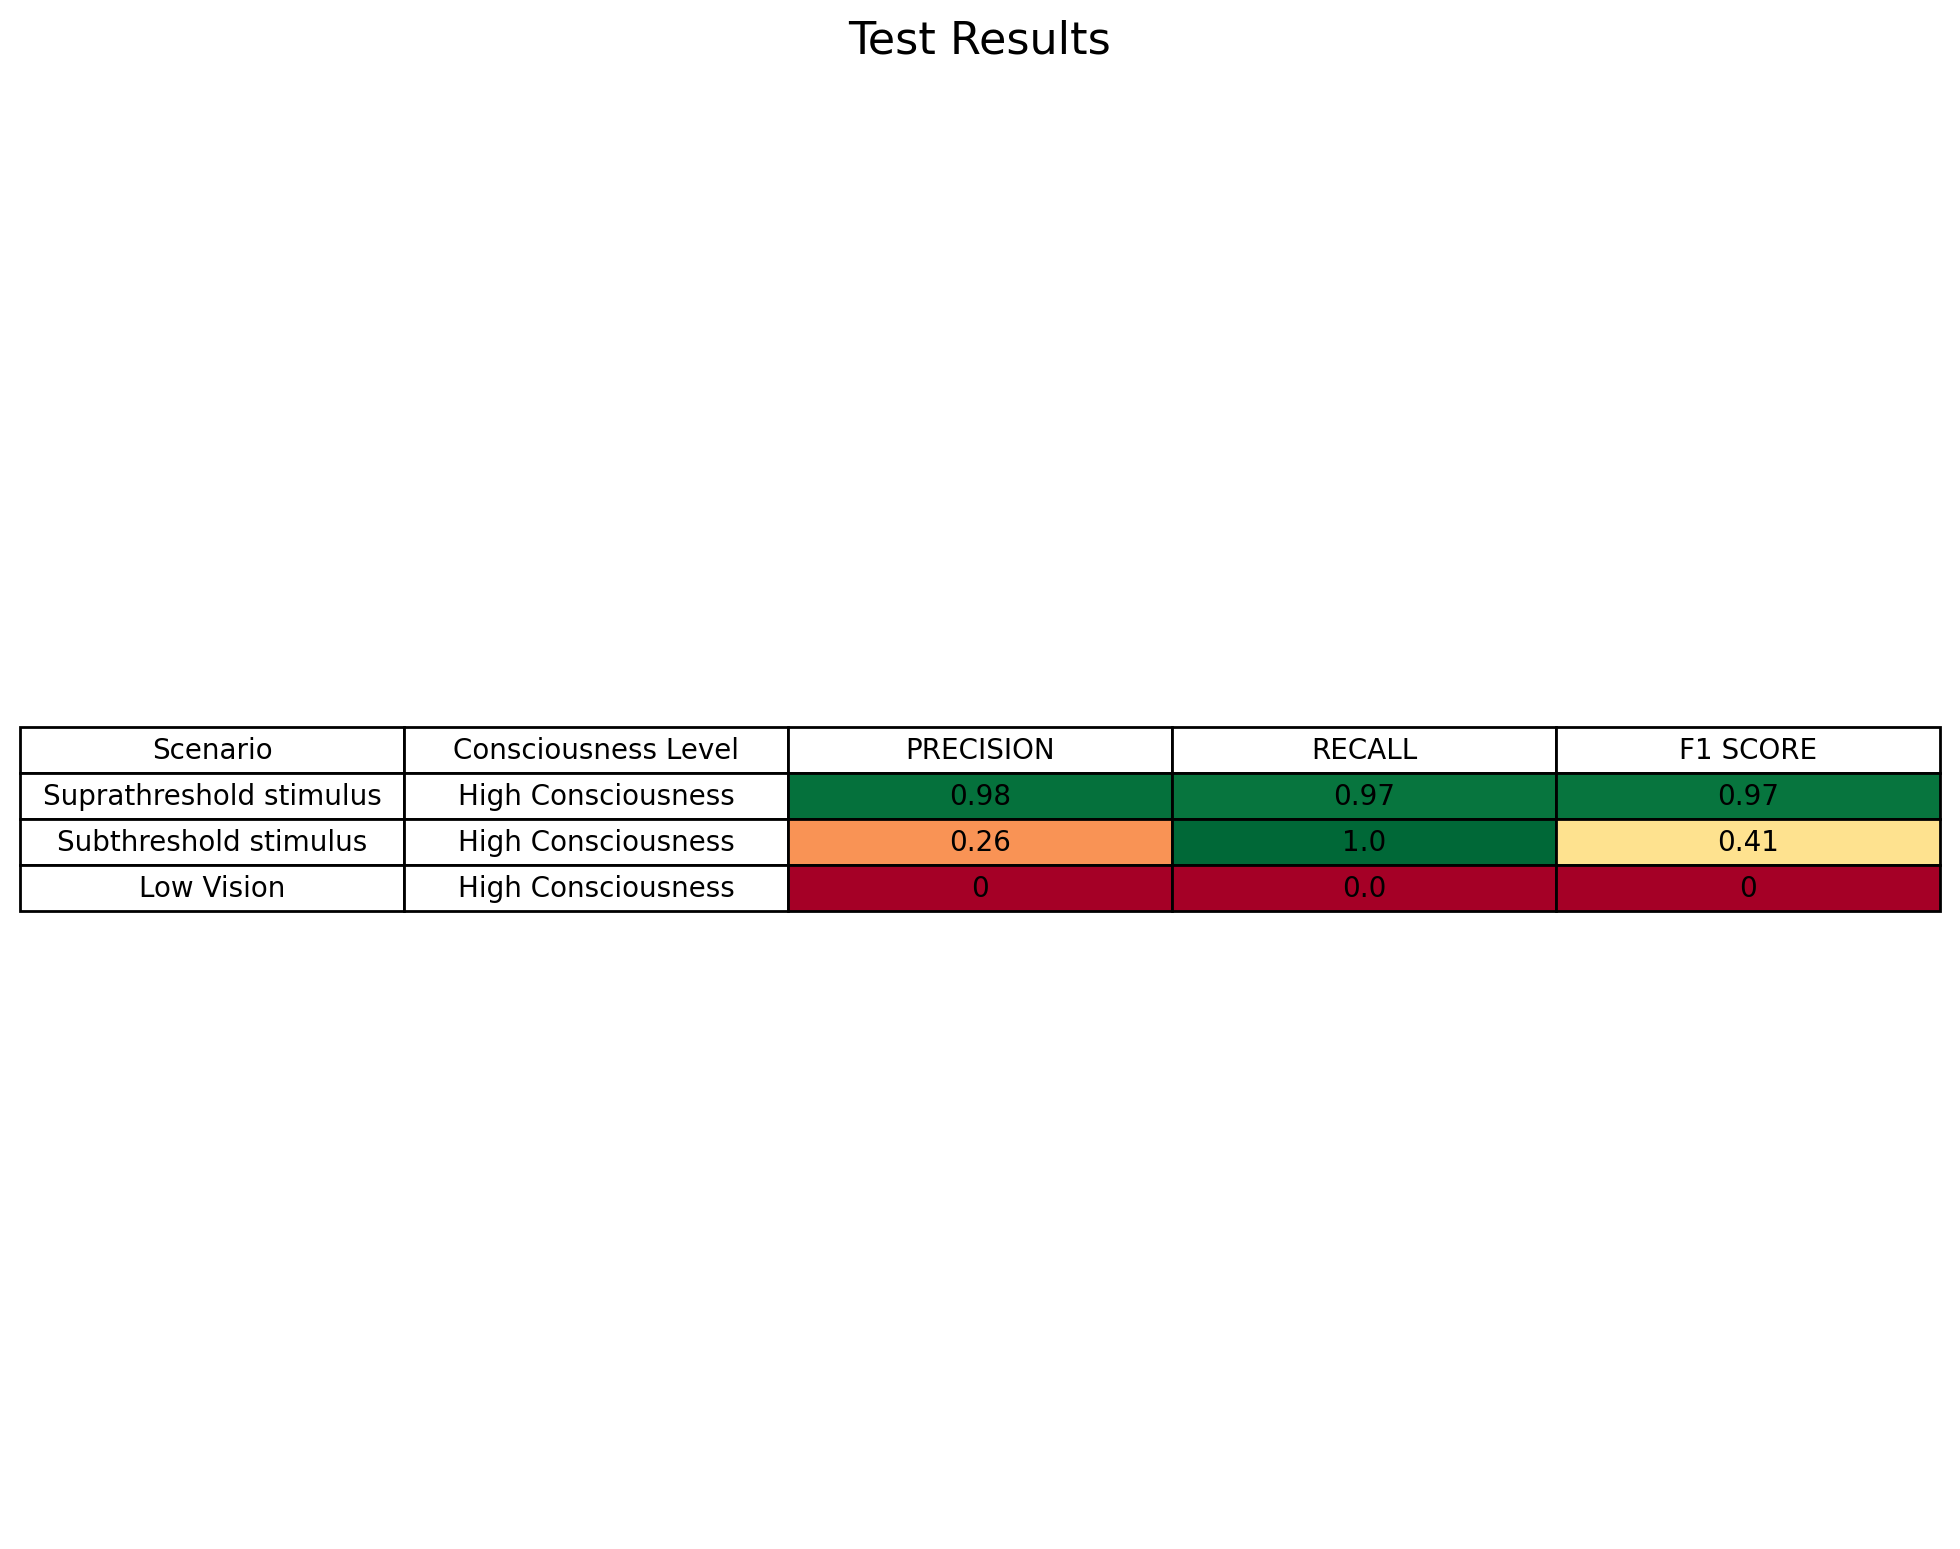 Test Results
Scenario Consciousness Level PRECISION RECALL F1 SCORE
Suprathreshold stimulus High Consciousness 0.98 0.97 0.97
Subthreshold stimulus High Consciousness 0.26 1.0 0.41
Low Vision High Consciousness 0 0.0 0